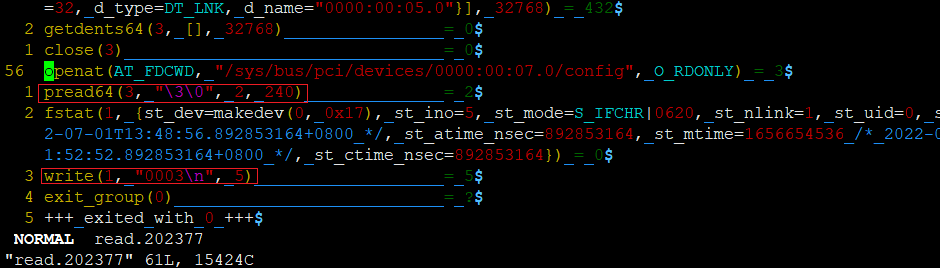 =32,_d_type=DT_LNK,_d_name="0000:00:05.0"}],_32768)_=_432$
2 getdents64(3,_[],_32768)____________________=_0$
1 close(3)____________________________________=_0$
56 openat(AT_FDCWD,_"/sys/bus/pci/devices/0000:00:07.0/config",_O_RDONLY)_=_3$
1 pread64(3,_"\3\0",_2,_240)__________________=_2$
2 fstat(1,_{st_dev=makedev(0,_0x17),_st_ino=5,_st_mode=S_IFCHR|0620,_st_nlink=1,_st_uid=0,_s
2-07-01T13:48:56.892853164+0800_*/,_st_atime_nsec=892853164,_st_mtime=1656654536_/*_2022-0
1:52:52.892853164+0800_*/,_st_ctime_nsec=892853164})_=_0$
3 write(1,_"0003\n",_5)_______________________=_5$
4 exit_group(0)_______________________________=_?$
5 +++_exited_with_0_+++$
NORMAL read.202377
"read.202377" 61L, 15424C